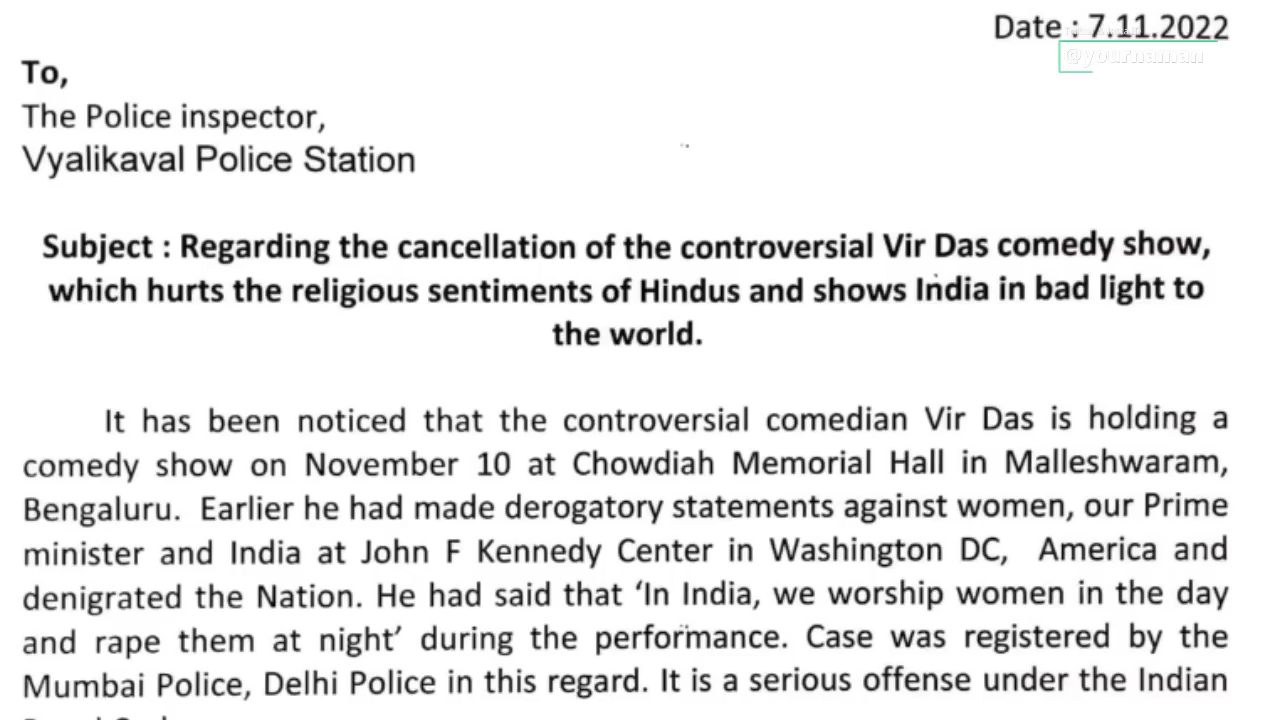 Date : 7.11.2022
@yournaman
To,
The Police inspector,
Vyalikaval Police Station
Subject : Regarding the cancellation of the controversial Vir Das comedy show,
which hurts the religious sentiments of Hindus and shows India in bad light to
the world.
It has been noticed that the controversial comedian Vir Das is holding a
comedy show on November 10 at Chowdiah Memorial Hall in Malleshwaram,
Bengaluru. Earlier he had made derogatory statements against women, our Prime
minister and India at John F Kennedy Center in Washington DC, America and
denigrated the Nation. He had said that ‘In India, we worship women in the day
and rape them at night’ during the performance. Case was registered by the
Mumbai Police, Delhi Police in this regard. It is a serious offense under the Indian